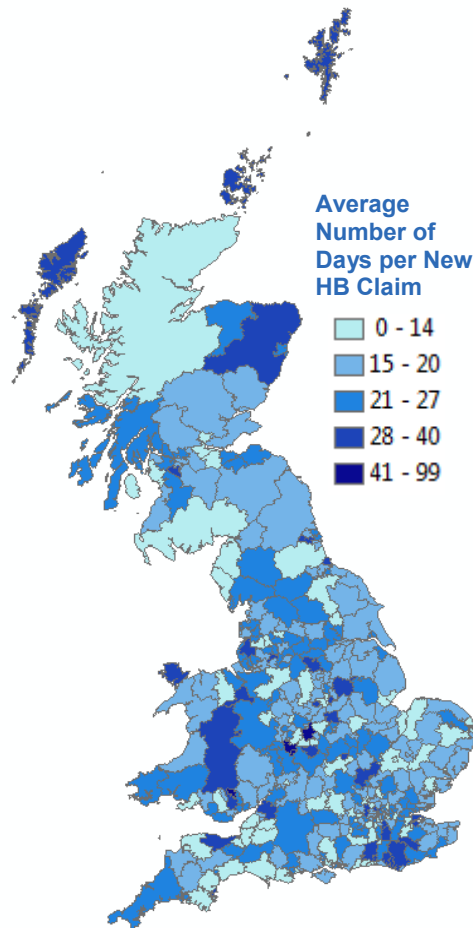 Average
Number of
Days per New
HB Claim
0 - 14
15 - 20
21 - 27
28 - 40
41 - 99